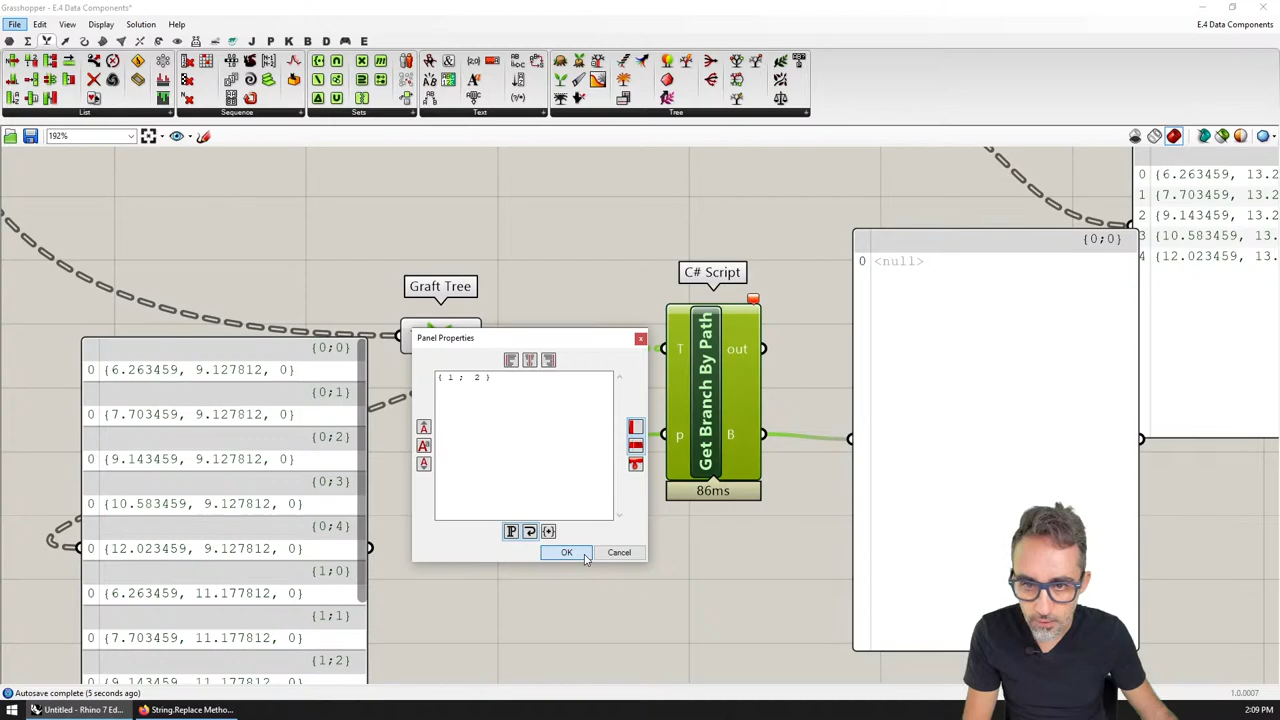 Grasshopper - E.4 Data Components*
File Edit View Display Solution Help
E.4 Data Components
J P K B D E
List Sequence Sets Text Tree
192%
0 {6.263459, 13.2
1 {7.703459, 13.2
2 {9.143459, 13.2
3 {10.583459, 13.
4 {12.023459, 13.
{0;0}
0 <null>
C# Script
Graft Tree
T out
Get Branch By Path
p B
86ms
Panel Properties
{ 1 ;  2 }
OK Cancel
{0;0}
0 {6.263459, 9.127812, 0}
{0;1}
0 {7.703459, 9.127812, 0}
{0;2}
0 {9.143459, 9.127812, 0}
{0;3}
0 {10.583459, 9.127812, 0}
{0;4}
0 {12.023459, 9.127812, 0}
{1;0}
0 {6.263459, 11.177812, 0}
{1;1}
0 {7.703459, 11.177812, 0}
{1;2}
0 {9.143459, 11.177812, 0}
Autosave complete (5 seconds ago)
1.0.0007
Untitled - Rhino 7 Ed... String.Replace Metho... 2:09 PM